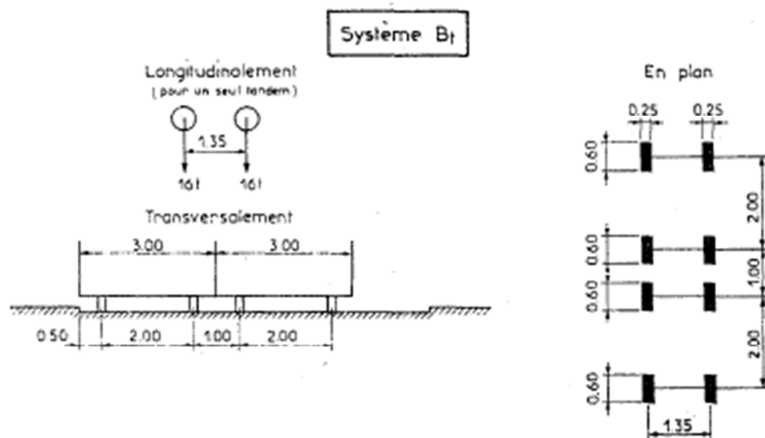 Système Bt
Longitudinalement
(pour un seul tandem)
1.35
16t 16t
Transversalement
3.00 3.00
0.50 2.00 1.00 2.00
En plan
0.25 0.25
0.60
2.00
0.60
1.00
0.60
2.00
0.60
1.35